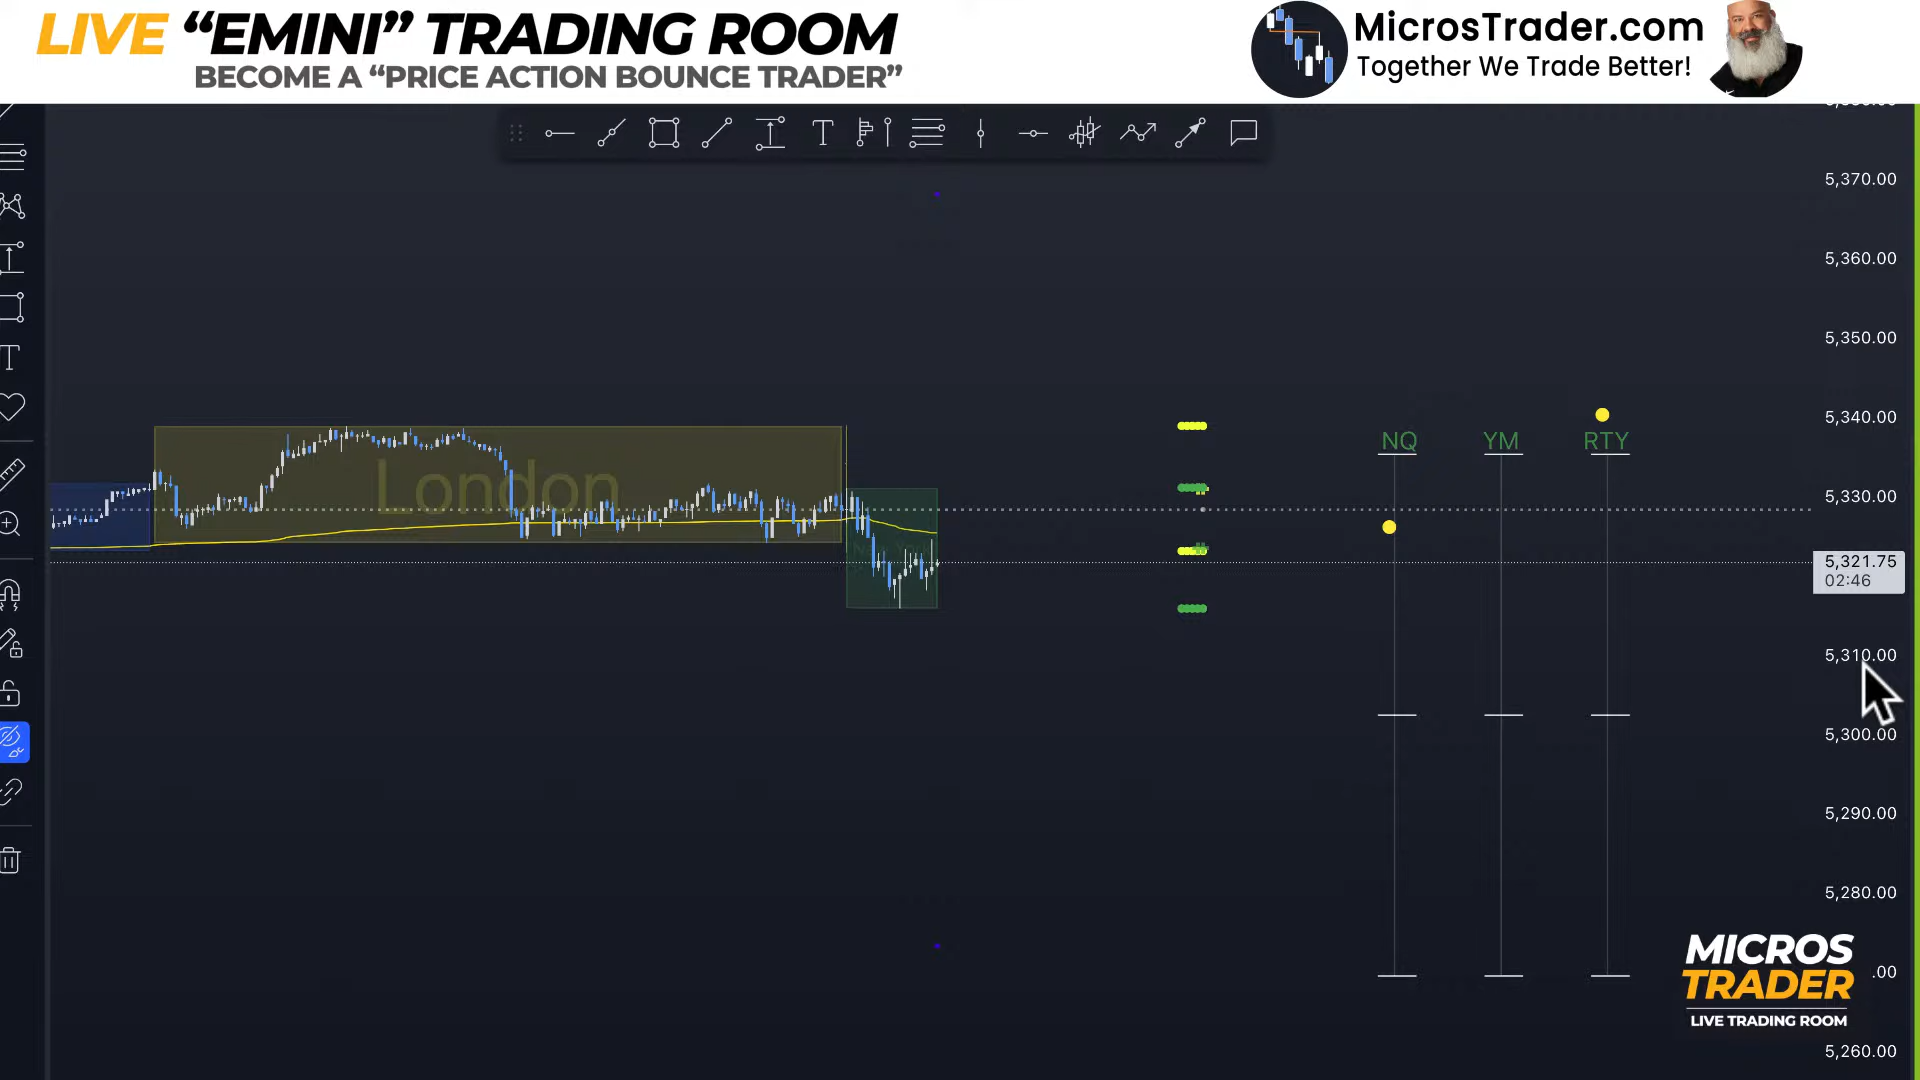 LIVE “EMINI” TRADING ROOM
BECOME A “PRICE ACTION BOUNCE TRADER”
MicrosTrader.com
Together We Trade Better!
5,370.00
5,360.00
5,350.00
5,340.00
NQ YM RTY
London
5,330.00
5,321.75
02:46
5,310.00
5,300.00
5,290.00
5,280.00
.00
5,260.00
MICROS
TRADER
LIVE TRADING ROOM